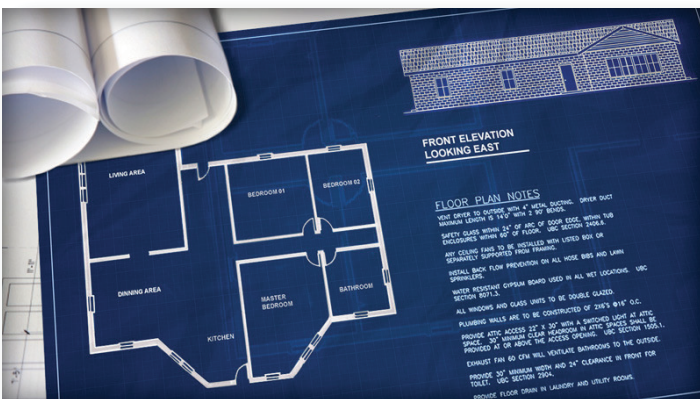 LIVING AREA
BEDROOM 01
BEDROOM 02
DINNING AREA
KITCHEN
MASTER
BEDROOM
BATHROOM
FRONT ELEVATION
LOOKING EAST
FLOOR PLAN NOTES
VENT DRYER TO OUTSIDE WITH 4" METAL DUCTING. DRYER DUCT
MAXIMUM LENGTH IS 14'0" WITH 2 90° BENDS.
SAFETY GLASS WITHIN 24" OF ARC OF DOOR EDGE, WITHIN TUB
ENCLOSURES WITHIN 60" OF FLOOR. UBC SECTION 2406.5.
ANY CEILING FANS TO BE INSTALLED WITH LISTED BOX OR
SEPARATELY SUPPORTED FROM FRAMING.
INSTALL BACK FLOW PREVENTION ON ALL HOSE BIBS AND LAWN
SPRINKLERS.
WATER RESISTANT GYPSUM BOARD USED IN ALL WET LOCATIONS. UBC
SECTION 8071.3.
ALL WINDOWS AND GLASS UNITS TO BE DOUBLE GLAZED.
PLUMBING WALLS ARE TO BE CONSTRUCTED OF 2X6'S @16" O.C.
PROVIDE ATTIC ACCESS 22" X 30" WITH A SWITCHED LIGHT AT ATTIC
SPACE. 30" MINIMUM CLEAR HEADROOM IN ATTIC SPACES SHALL BE
PROVIDED AT OR ABOVE THE ACCESS OPENING. UBC SECTION 1505.1.
EXHAUST FAN 60 CFM WILL VENTILATE BATHROOMS TO THE OUTSIDE.
PROVIDE 30" MINIMUM WIDTH AND 24" CLEARANCE IN FRONT FOR
TOILET. UBC SECTION 2904.
PROVIDE FLOOR DRAIN IN LAUNDRY AND UTILITY ROOMS.